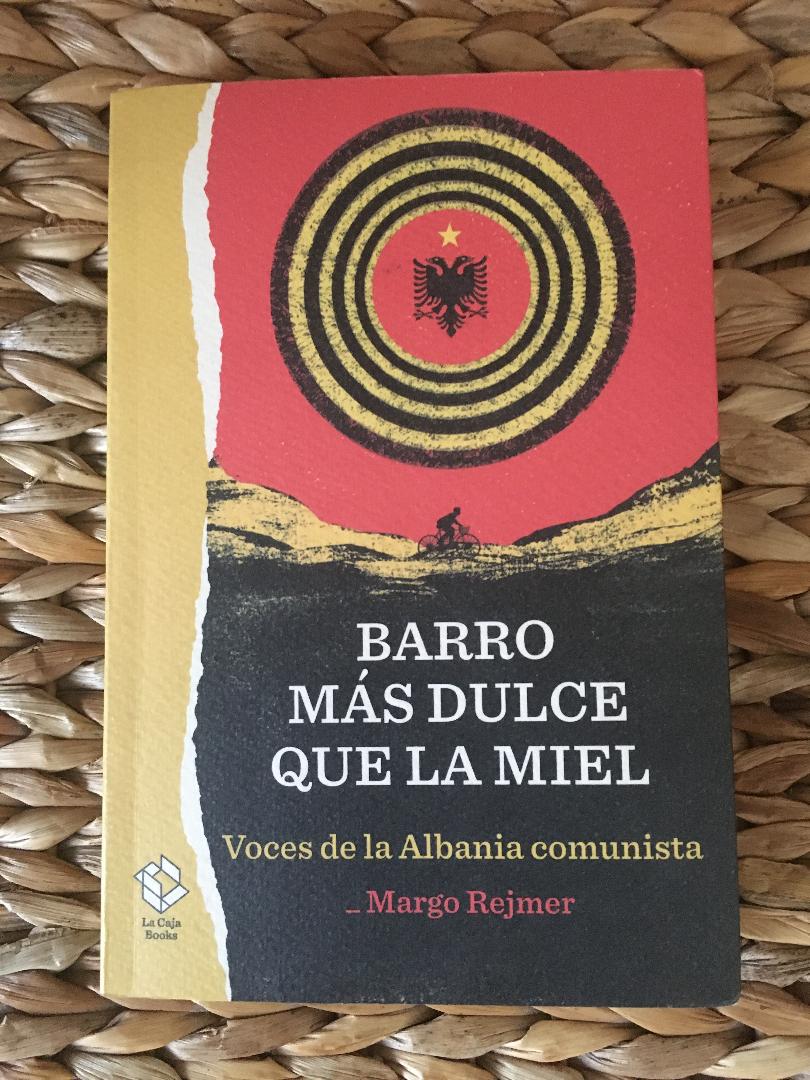 BARRO
MÁS DULCE
QUE LA MIEL
Voces de la Albania comunista
_ Margo Rejmer
La Caja
Books